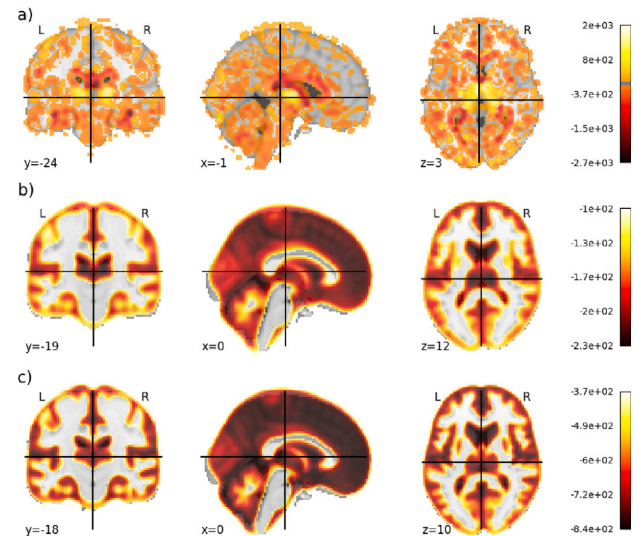 a)
L R L R
2e+03
8e+02
-3.7e+02
-1.5e+03
-2.7e+03
y=-24 x=-1 z=3
b)
L R L R
-1e+02
-1.3e+02
-1.7e+02
-2e+02
-2.3e+02
y=-19 x=0 z=12
c)
L R L R
-3.7e+02
-4.9e+02
-6e+02
-7.2e+02
-8.4e+02
y=-18 x=0 z=10